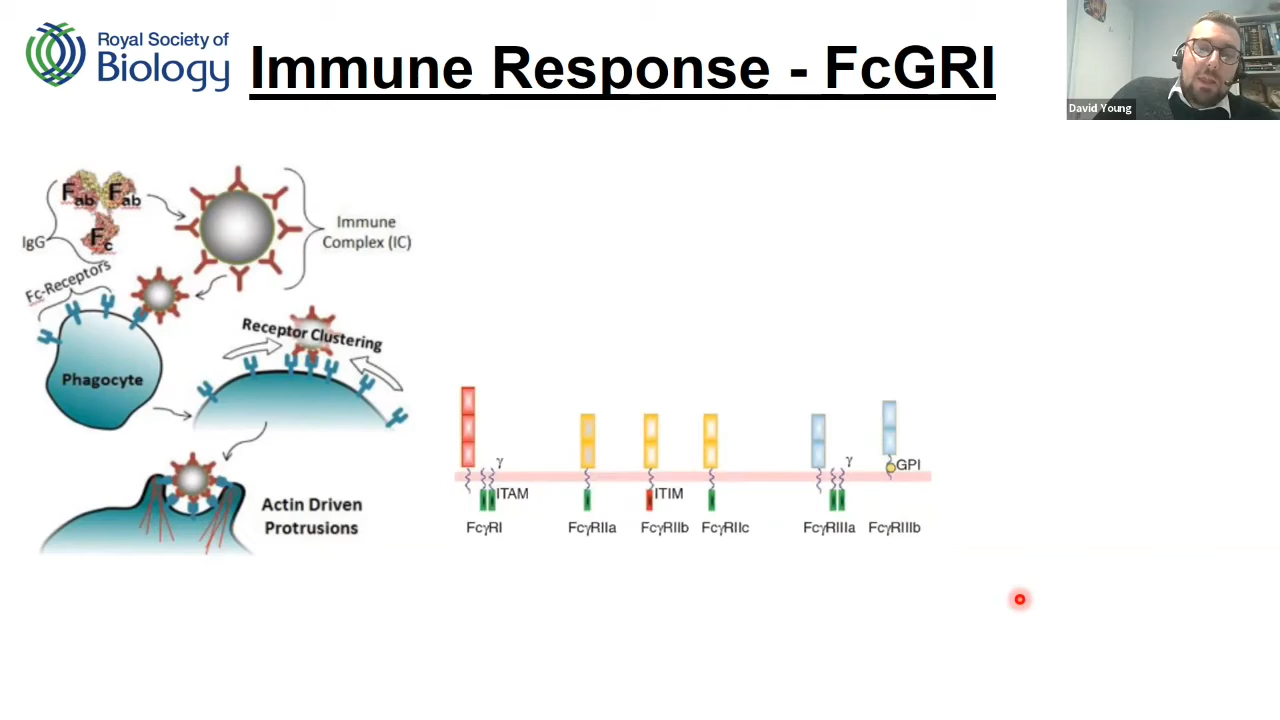 Royal Society of
Biology
Immune Response - FcGRI
David Young
Fab
Fab
Fc
IgG
Immune
Complex (IC)
Fc-Receptors
Receptor Clustering
Phagocyte
Actin Driven
Protrusions
γ
ITAM
ITIM
γ
GPI
FcγRI
FcγRIIa
FcγRIIb
FcγRIIc
FcγRIIIa
FcγRIIIb